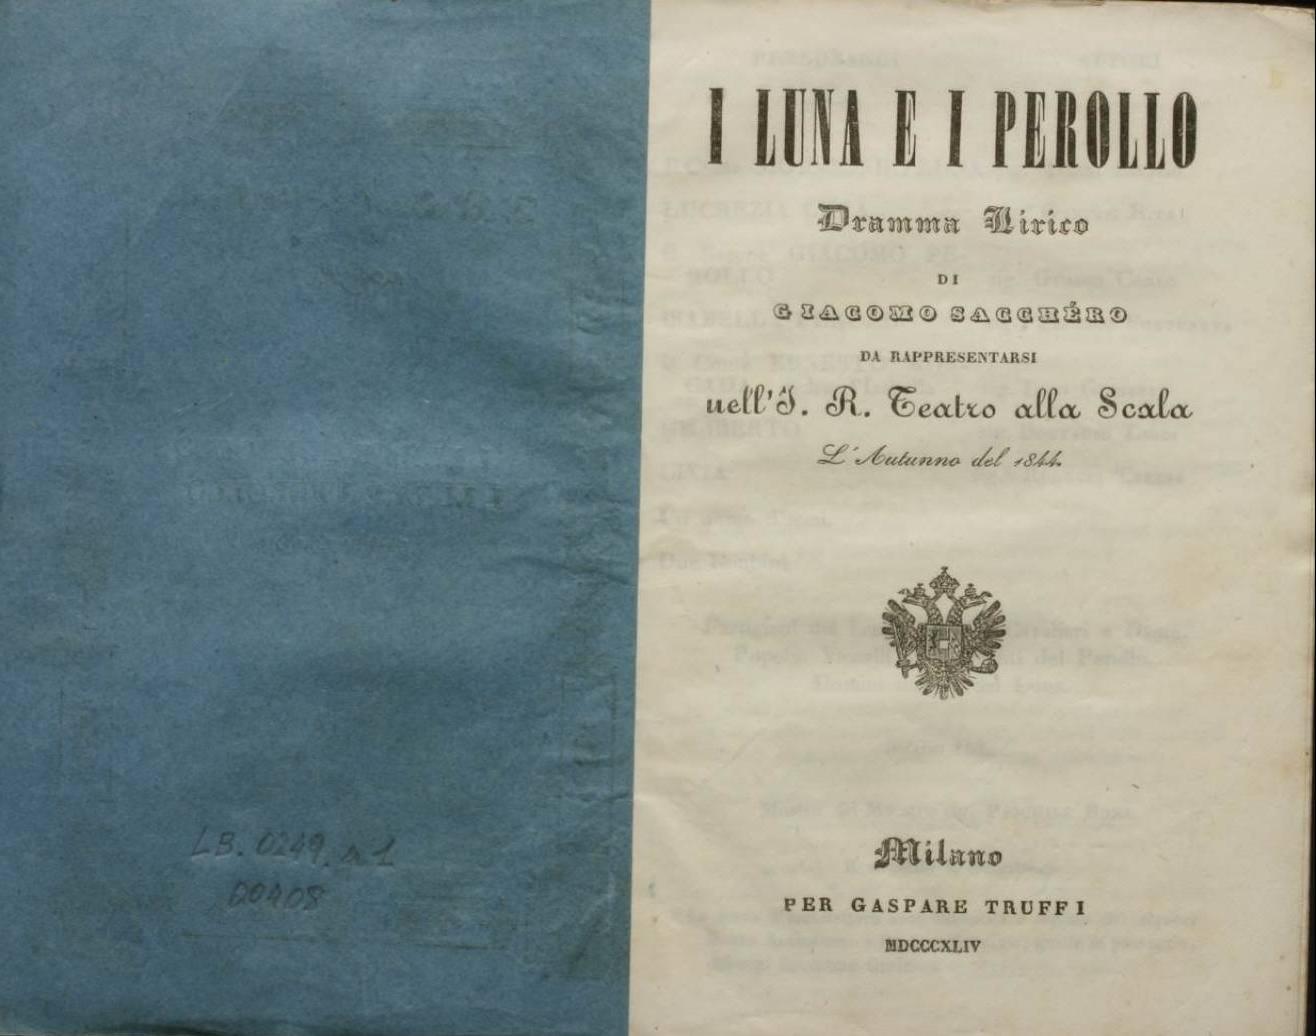 LB. 0249. a 1
00408
I LUNA E I PEROLLO
Dramma Lirico
DI
GIACOMO SACCHÉRO
DA RAPPRESENTARSI
nell'I. R. Teatro alla Scala
L'Autunno del 1844.
Milano
PER GASPARE TRUFFI
MDCCCXLIV